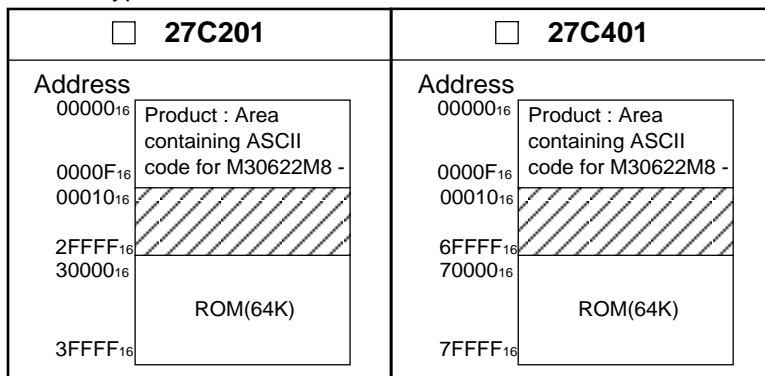 ☐ 27C201
Address
00000₁₆
Product : Area
containing ASCII
code for M30622M8 -
0000F₁₆
00010₁₆
2FFFF₁₆
30000₁₆
ROM(64K)
3FFFF₁₆
☐ 27C401
Address
00000₁₆
Product : Area
containing ASCII
code for M30622M8 -
0000F₁₆
00010₁₆
6FFFF₁₆
70000₁₆
ROM(64K)
7FFFF₁₆